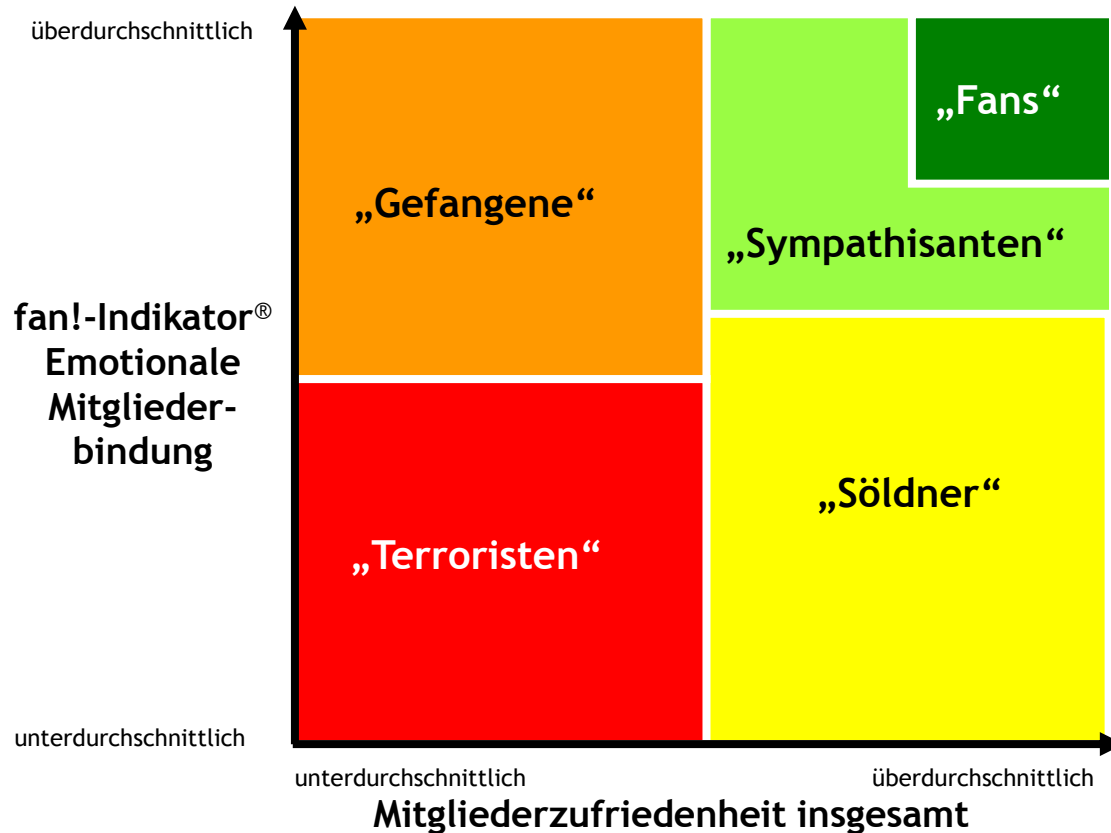 überdurchschnittlich
„Fans“
„Gefangene“
„Sympathisanten“
fan!-Indikator®
Emotionale
Mitglieder-
bindung
„Söldner“
„Terroristen“
unterdurchschnittlich
unterdurchschnittlich
überdurchschnittlich
Mitgliederzufriedenheit insgesamt